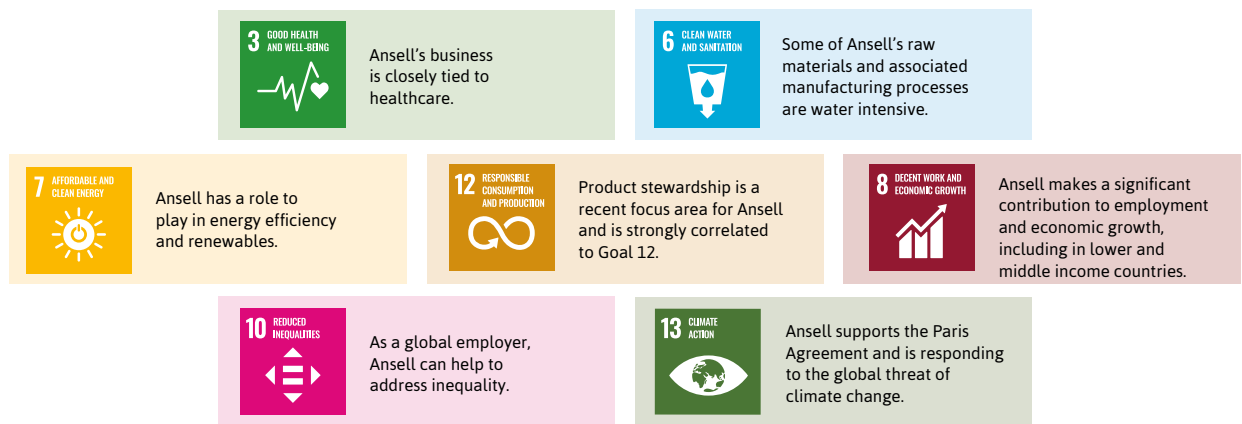 3 GOOD HEALTH
AND WELL-BEING
Ansell's business
is closely tied to
healthcare.
6 CLEAN WATER
AND SANITATION
Some of Ansell's raw
materials and associated
manufacturing processes
are water intensive.
7 AFFORDABLE AND
CLEAN ENERGY
Ansell has a role to
play in energy efficiency
and renewables.
12 RESPONSIBLE
CONSUMPTION
AND PRODUCTION
Product stewardship is a
recent focus area for Ansell
and is strongly correlated
to Goal 12.
8 DECENT WORK AND
ECONOMIC GROWTH
Ansell makes a significant
contribution to employment
and economic growth,
including in lower and
middle income countries.
10 REDUCED
INEQUALITIES
As a global employer,
Ansell can help to
address inequality.
13 CLIMATE
ACTION
Ansell supports the Paris
Agreement and is responding
to the global threat of
climate change.